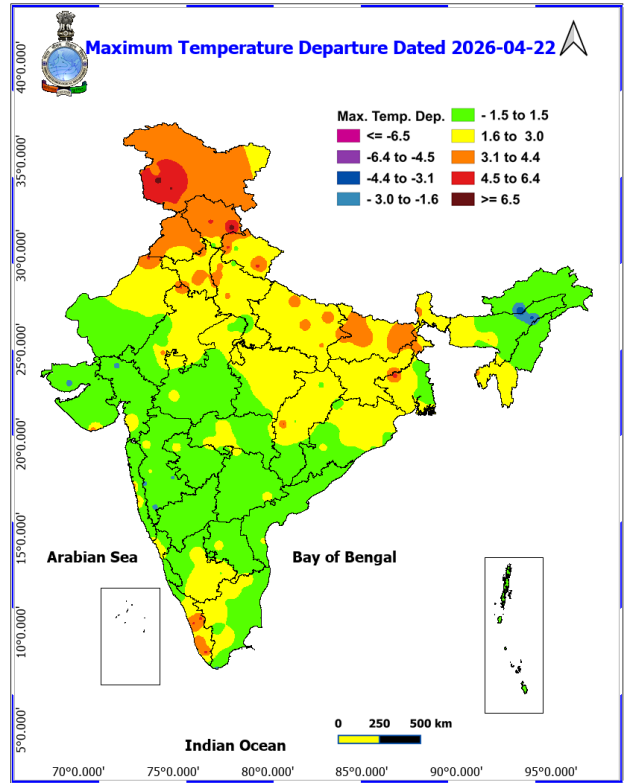 Maximum Temperature Departure Dated 2026-04-22
Max. Temp. Dep.
<= -6.5
-6.4 to -4.5
-4.4 to -3.1
- 3.0 to -1.6
- 1.5 to 1.5
1.6 to 3.0
3.1 to 4.4
4.5 to 6.4
>= 6.5
40°0.000'
35°0.000'
30°0.000'
25°0.000'
20°0.000'
15°0.000'
10°0.000'
5°0.000'
Arabian Sea
Bay of Bengal
0 250 500 km
Indian Ocean
70°0.000' 75°0.000' 80°0.000' 85°0.000' 90°0.000' 95°0.000'